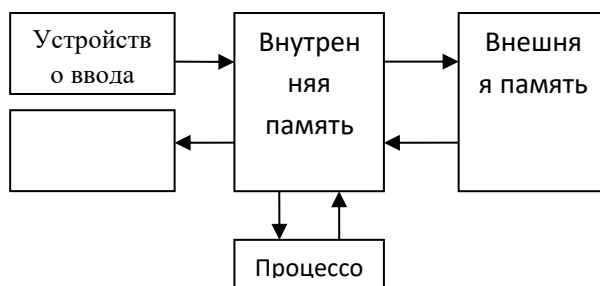 Устройств
о ввода
Внутрен
няя
память
Внешня
я память
Процессо